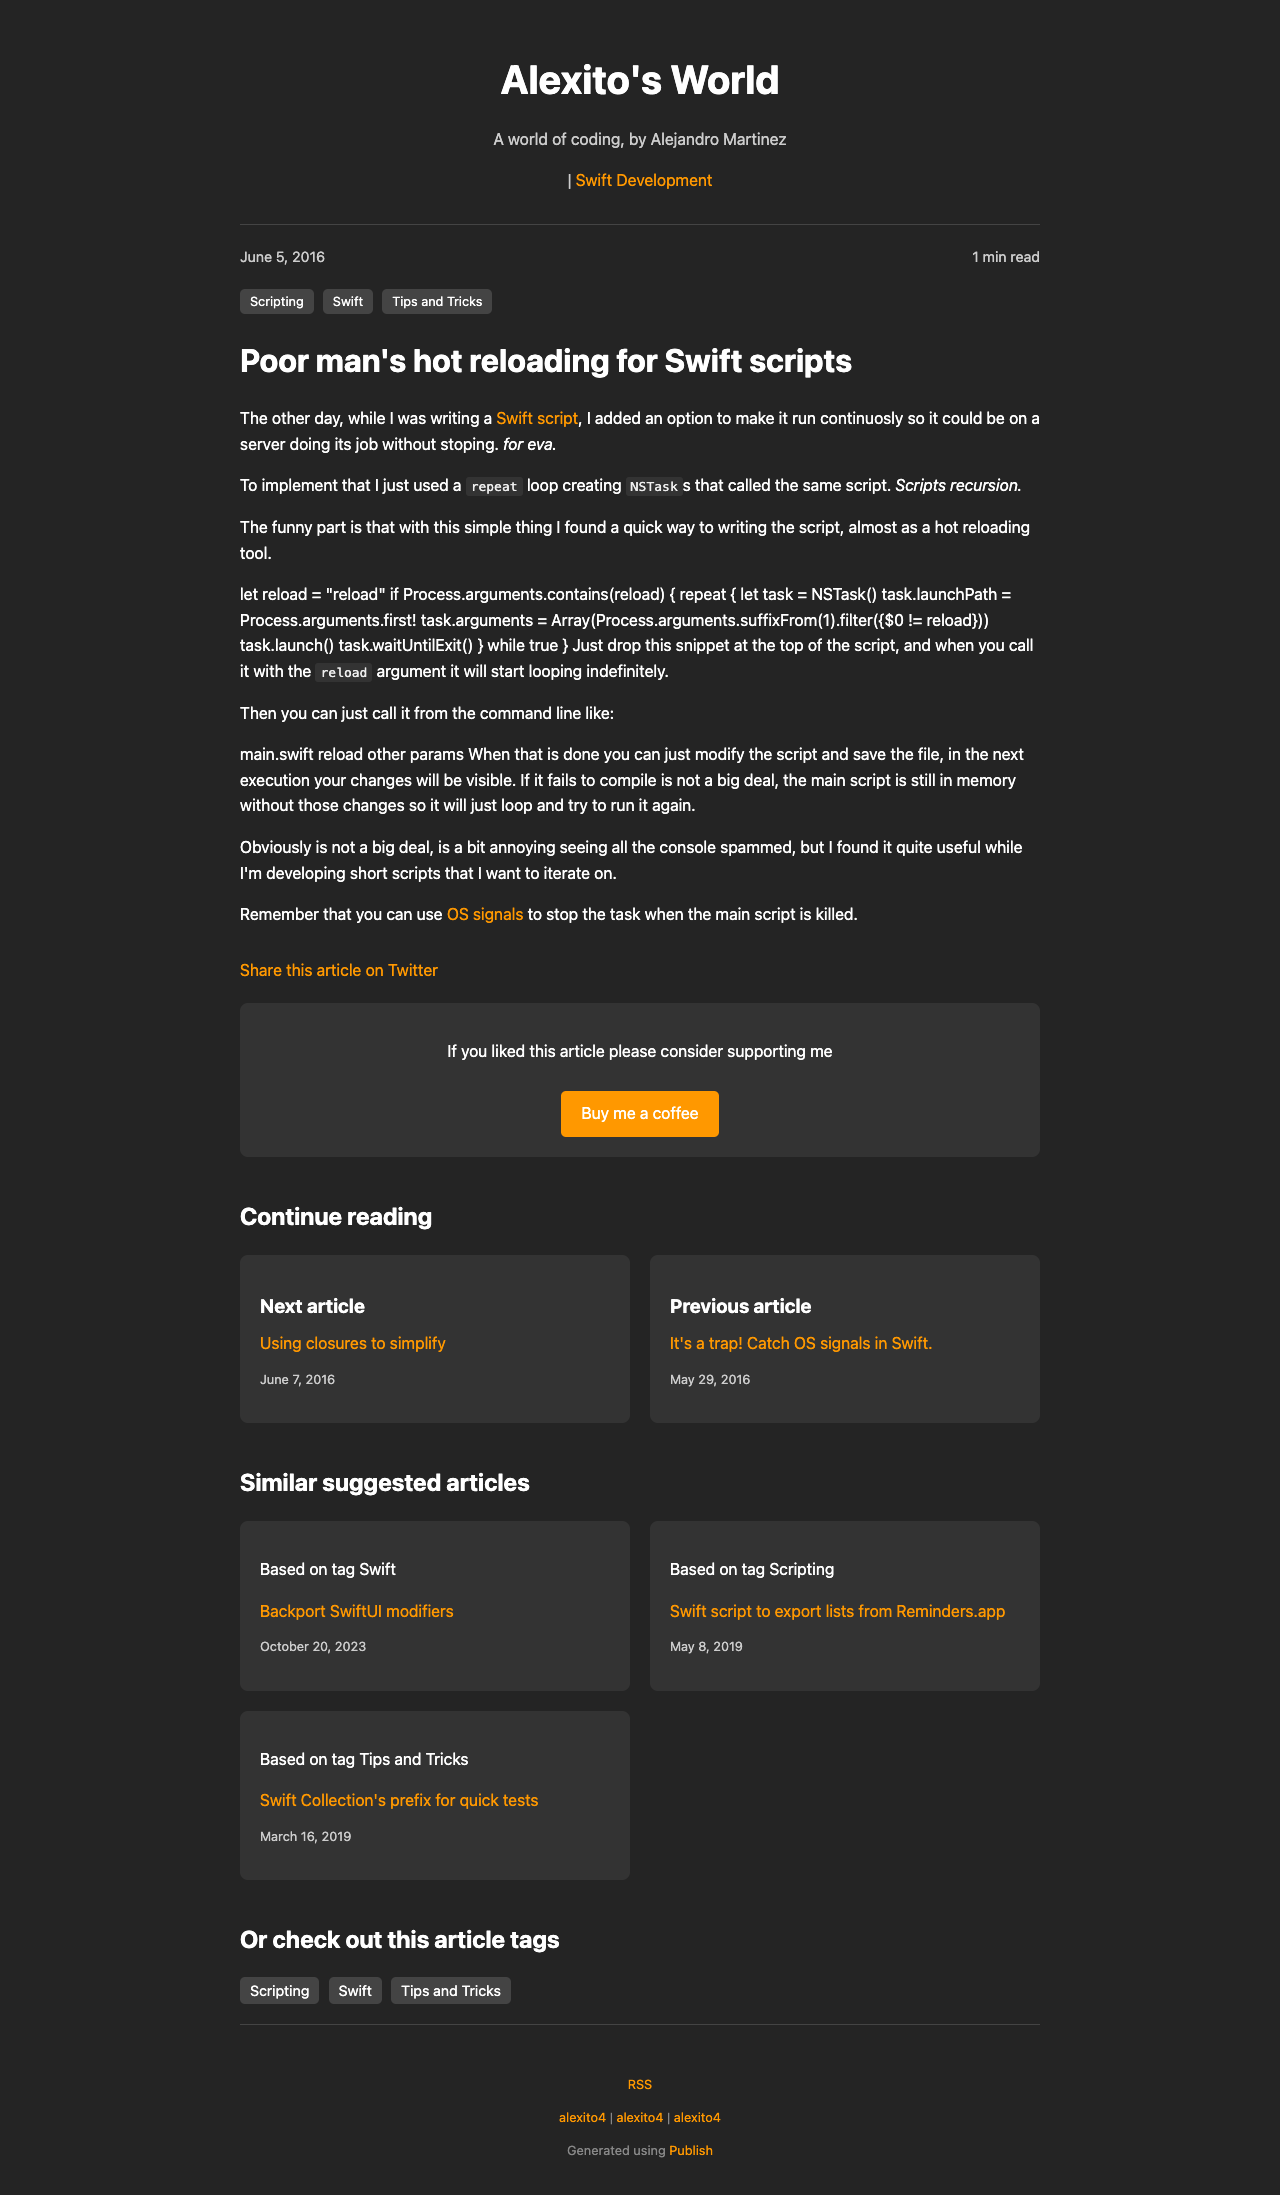 Alexito's World
A world of coding, by Alejandro Martinez
| Swift Development
June 5, 2016
1 min read
Scripting Swift Tips and Tricks
Poor man's hot reloading for Swift scripts
The other day, while I was writing a Swift script, I added an option to make it run continuosly so it could be on a
server doing its job without stoping. for eva.
To implement that I just used a repeat loop creating NSTasks that called the same script. Scripts recursion.
The funny part is that with this simple thing I found a quick way to writing the script, almost as a hot reloading
tool.
let reload = "reload" if Process.arguments.contains(reload) { repeat { let task = NSTask() task.launchPath =
Process.arguments.first! task.arguments = Array(Process.arguments.suffixFrom(1).filter({$0 != reload}))
task.launch() task.waitUntilExit() } while true } Just drop this snippet at the top of the script, and when you call
it with the reload argument it will start looping indefinitely.
Then you can just call it from the command line like:
main.swift reload other params When that is done you can just modify the script and save the file, in the next
execution your changes will be visible. If it fails to compile is not a big deal, the main script is still in memory
without those changes so it will just loop and try to run it again.
Obviously is not a big deal, is a bit annoying seeing all the console spammed, but I found it quite useful while
I'm developing short scripts that I want to iterate on.
Remember that you can use OS signals to stop the task when the main script is killed.
Share this article on Twitter
If you liked this article please consider supporting me
Buy me a coffee
Continue reading
Next article
Using closures to simplify
June 7, 2016
Previous article
It's a trap! Catch OS signals in Swift.
May 29, 2016
Similar suggested articles
Based on tag Swift
Backport SwiftUI modifiers
October 20, 2023
Based on tag Scripting
Swift script to export lists from Reminders.app
May 8, 2019
Based on tag Tips and Tricks
Swift Collection's prefix for quick tests
March 16, 2019
Or check out this article tags
Scripting Swift Tips and Tricks
RSS
alexito4 | alexito4 | alexito4
Generated using Publish